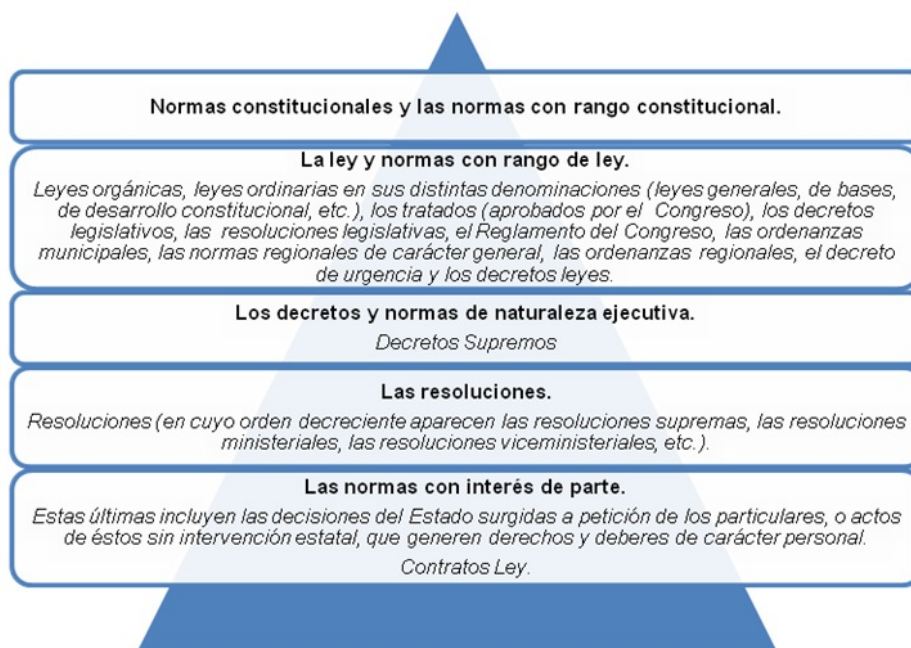 Normas constitucionales y las normas con rango constitucional.
La ley y normas con rango de ley.
Leyes orgánicas, leyes ordinarias en sus distintas denominaciones (leyes generales, de bases,
de desarrollo constitucional, etc.), los tratados (aprobados por el Congreso), los decretos
legislativos, las resoluciones legislativas, el Reglamento del Congreso, las ordenanzas
municipales, las normas regionales de carácter general, las ordenanzas regionales, el decreto
de urgencia y los decretos leyes.
Los decretos y normas de naturaleza ejecutiva.
Decretos Supremos
Las resoluciones.
Resoluciones (en cuyo orden decreciente aparecen las resoluciones supremas, las resoluciones
ministeriales, las resoluciones viceministeriales, etc.).
Las normas con interés de parte.
Estas últimas incluyen las decisiones del Estado surgidas a petición de los particulares, o actos
de éstos sin intervención estatal, que generen derechos y deberes de carácter personal.
Contratos Ley.